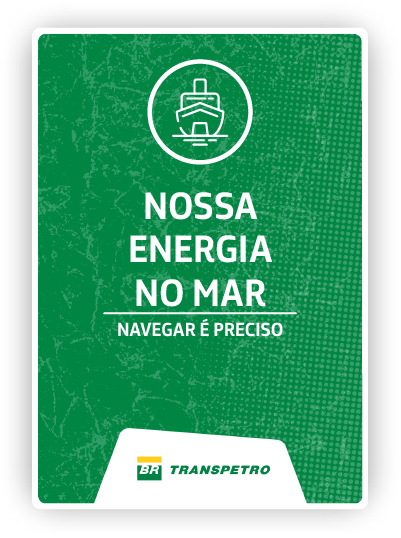 NOSSA
ENERGIA
NO MAR
NAVEGAR É PRECISO
BR TRANSPETRO